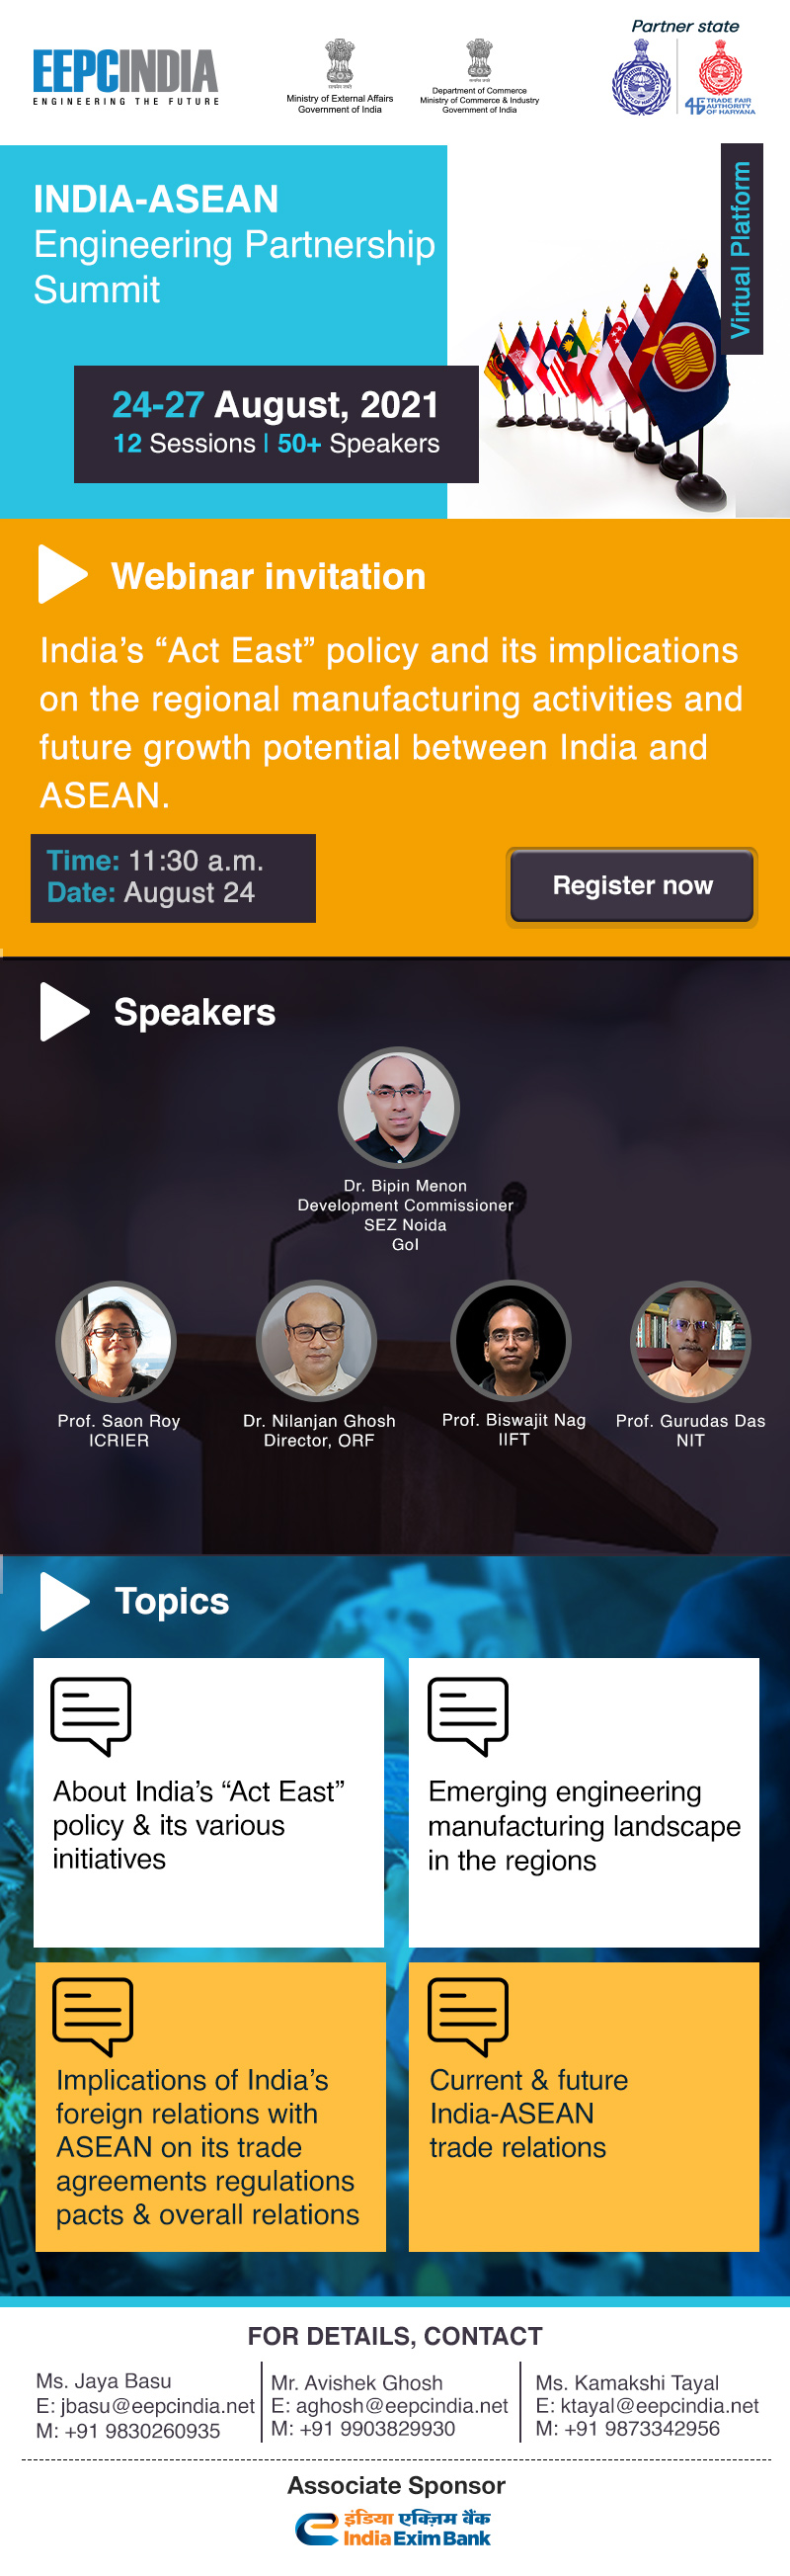 Partner state
EEPCINDIA
ENGINEERING THE FUTURE
Ministry of External Affairs
Government of India
Department of Commerce
Ministry of Commerce & Industry
Government of India
TRADE FAIR
AUTHORITY
OF HARYANA
Virtual Platform
INDIA-ASEAN
Engineering Partnership
Summit
24-27 August, 2021
12 Sessions | 50+ Speakers
Webinar invitation
India’s “Act East” policy and its implications
on the regional manufacturing activities and
future growth potential between India and
ASEAN.
Time: 11:30 a.m.
Date: August 24
Register now
Speakers
Dr. Bipin Menon
Development Commissioner
SEZ Noida
GoI
Prof. Saon Roy
ICRIER
Dr. Nilanjan Ghosh
Director, ORF
Prof. Biswajit Nag
IIFT
Prof. Gurudas Das
NIT
Topics
About India’s “Act East”
policy & its various
initiatives
Emerging engineering
manufacturing landscape
in the regions
Implications of India’s
foreign relations with
ASEAN on its trade
agreements regulations
pacts & overall relations
Current & future
India-ASEAN
trade relations
FOR DETAILS, CONTACT
Ms. Jaya Basu
E: jbasu@eepcindia.net
M: +91 9830260935
Mr. Avishek Ghosh
E: aghosh@eepcindia.net
M: +91 9903829930
Ms. Kamakshi Tayal
E: ktayal@eepcindia.net
M: +91 9873342956
Associate Sponsor
इंडिया एक्ज़िम बैंक
India Exim Bank